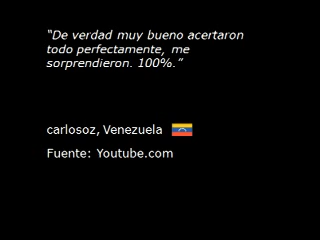 “De verdad muy bueno acertaron
todo perfectamente, me
sorprendieron. 100%.”
carlosoz, Venezuela
Fuente: Youtube.com